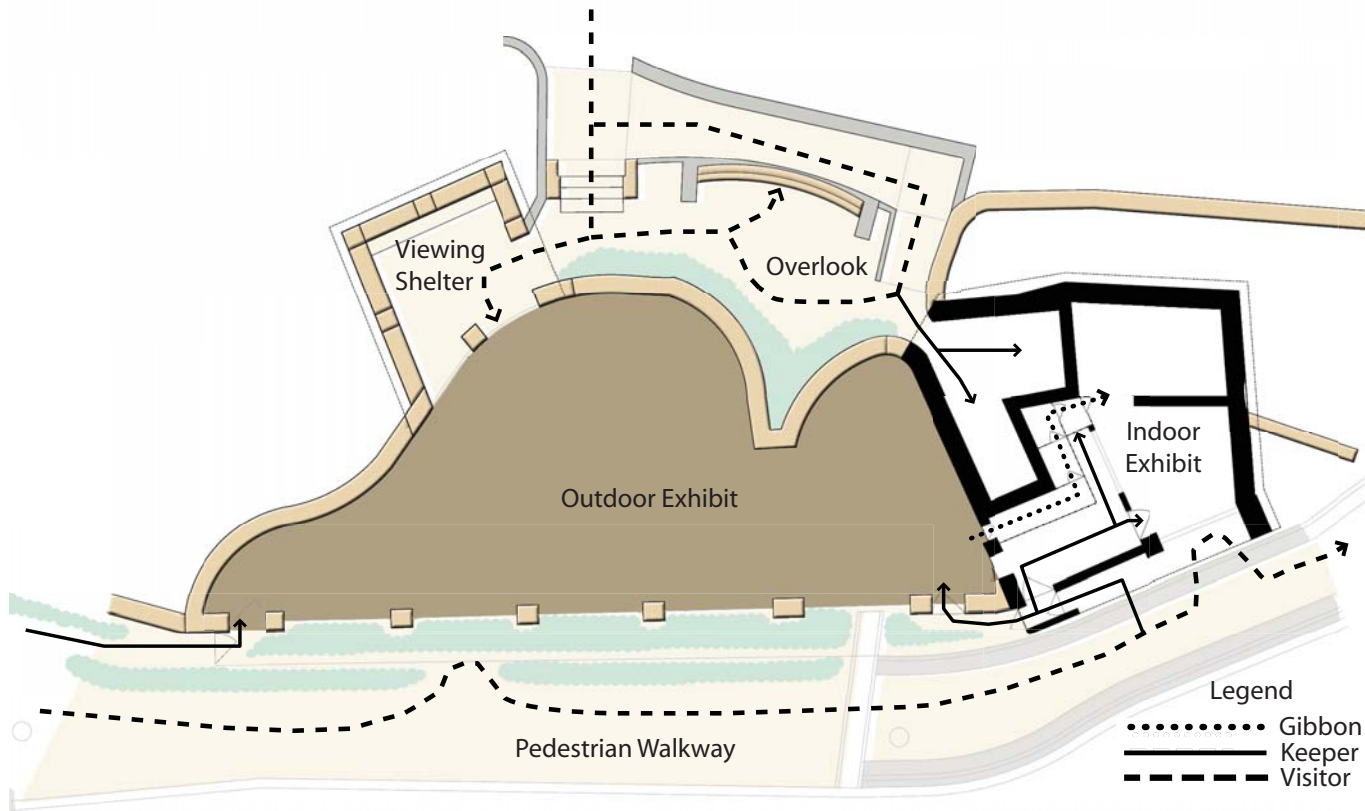 Viewing
Shelter
Overlook
Indoor
Exhibit
Outdoor Exhibit
Pedestrian Walkway
Legend
Gibbon
Keeper
Visitor